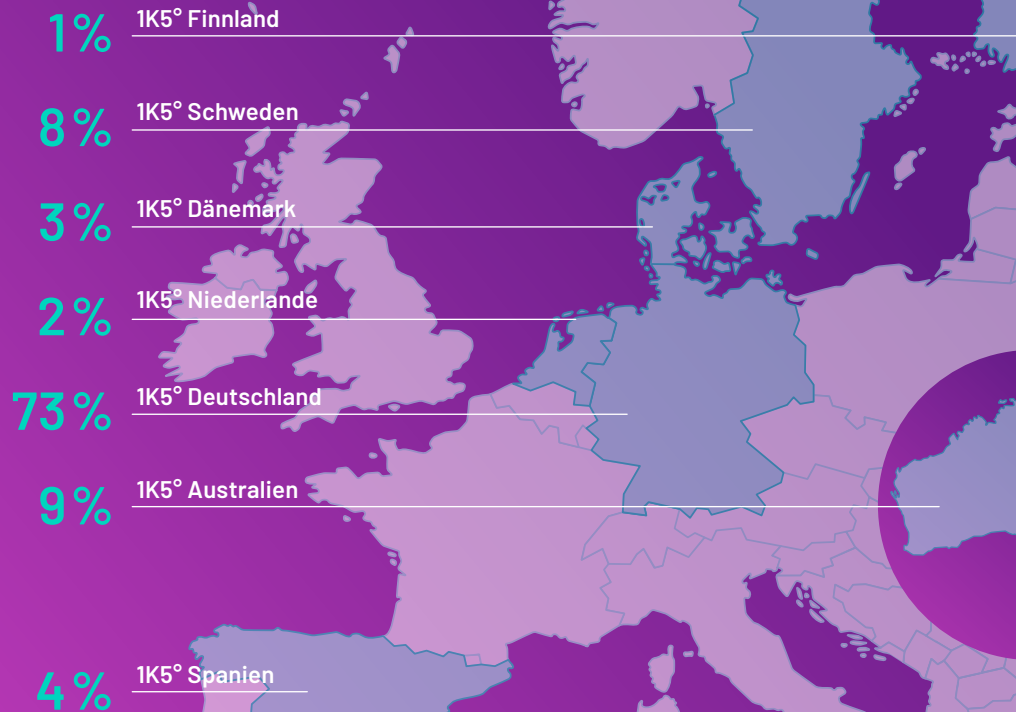 1 % 1K5° Finnland
8 % 1K5° Schweden
3 % 1K5° Dänemark
2 % 1K5° Niederlande
73 % 1K5° Deutschland
9 % 1K5° Australien
4 % 1K5° Spanien